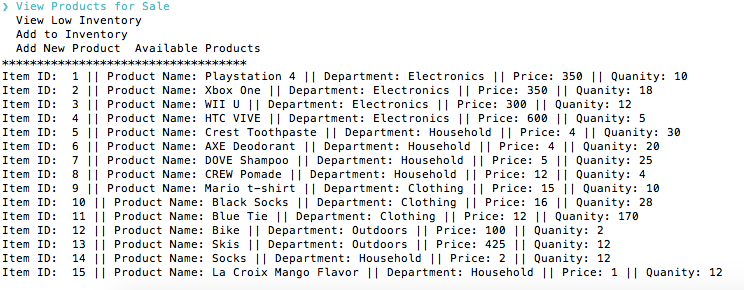 ❯ View Products for Sale
  View Low Inventory
  Add to Inventory
  Add New Product  Available Products
***********************************
Item ID:  1 || Product Name: Playstation 4 || Department: Electronics || Price: 350 || Quanity: 10
Item ID:  2 || Product Name: Xbox One || Department: Electronics || Price: 350 || Quanity: 18
Item ID:  3 || Product Name: WII U || Department: Electronics || Price: 300 || Quanity: 12
Item ID:  4 || Product Name: HTC VIVE || Department: Electronics || Price: 600 || Quanity: 5
Item ID:  5 || Product Name: Crest Toothpaste || Department: Household || Price: 4 || Quanity: 30
Item ID:  6 || Product Name: AXE Deodorant || Department: Household || Price: 4 || Quanity: 20
Item ID:  7 || Product Name: DOVE Shampoo || Department: Household || Price: 5 || Quanity: 25
Item ID:  8 || Product Name: CREW Pomade || Department: Household || Price: 12 || Quanity: 4
Item ID:  9 || Product Name: Mario t-shirt || Department: Clothing || Price: 15 || Quanity: 10
Item ID:  10 || Product Name: Black Socks || Department: Clothing || Price: 16 || Quanity: 28
Item ID:  11 || Product Name: Blue Tie || Department: Clothing || Price: 12 || Quanity: 170
Item ID:  12 || Product Name: Bike || Department: Outdoors || Price: 100 || Quanity: 2
Item ID:  13 || Product Name: Skis || Department: Outdoors || Price: 425 || Quanity: 12
Item ID:  14 || Product Name: Socks || Department: Household || Price: 2 || Quanity: 12
Item ID:  15 || Product Name: La Croix Mango Flavor || Department: Household || Price: 1 || Quanity: 12